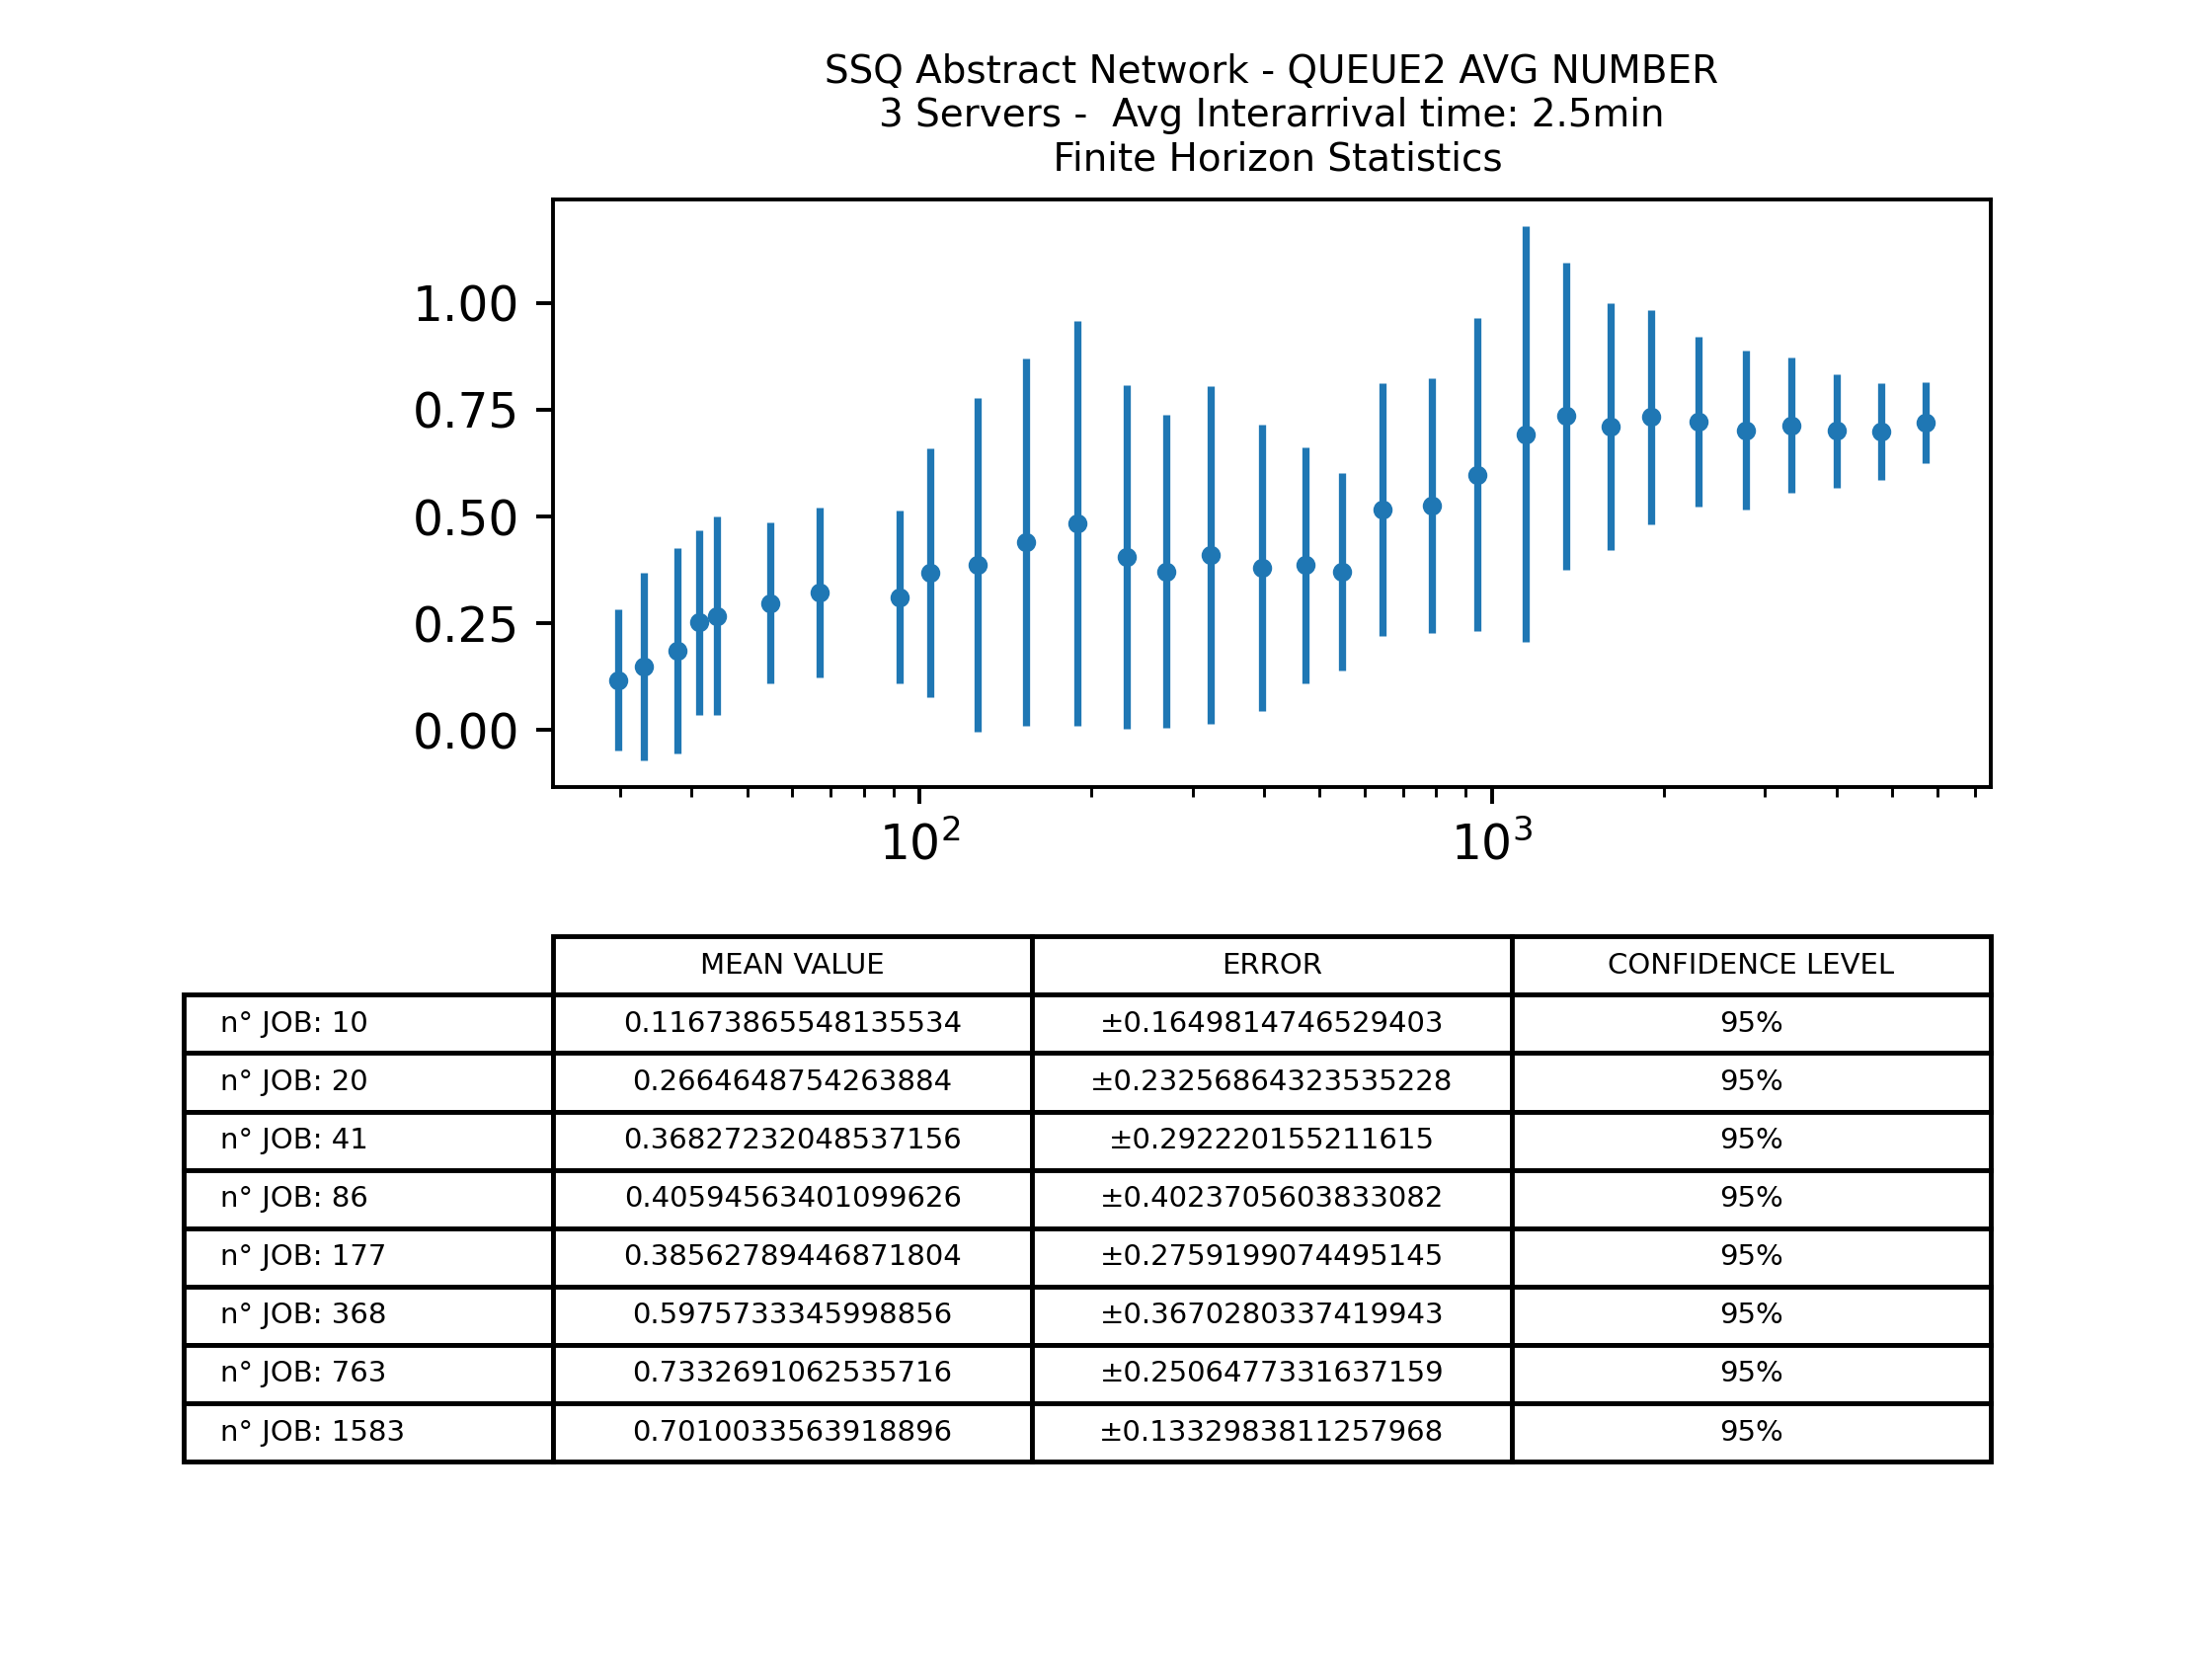 SSQ Abstract Network - QUEUE2 AVG NUMBER
3 Servers -  Avg Interarrival time: 2.5min
Finite Horizon Statistics
1.00
0.75
0.50
0.25
0.00
10² 10³
MEAN VALUE ERROR CONFIDENCE LEVEL
n° JOB: 10 0.11673865548135534 ±0.1649814746529403 95%
n° JOB: 20 0.2664648754263884 ±0.23256864323535228 95%
n° JOB: 41 0.36827232048537156 ±0.292220155211615 95%
n° JOB: 86 0.40594563401099626 ±0.4023705603833082 95%
n° JOB: 177 0.38562789446871804 ±0.2759199074495145 95%
n° JOB: 368 0.5975733345998856 ±0.3670280337419943 95%
n° JOB: 763 0.7332691062535716 ±0.2506477331637159 95%
n° JOB: 1583 0.7010033563918896 ±0.1332983811257968 95%